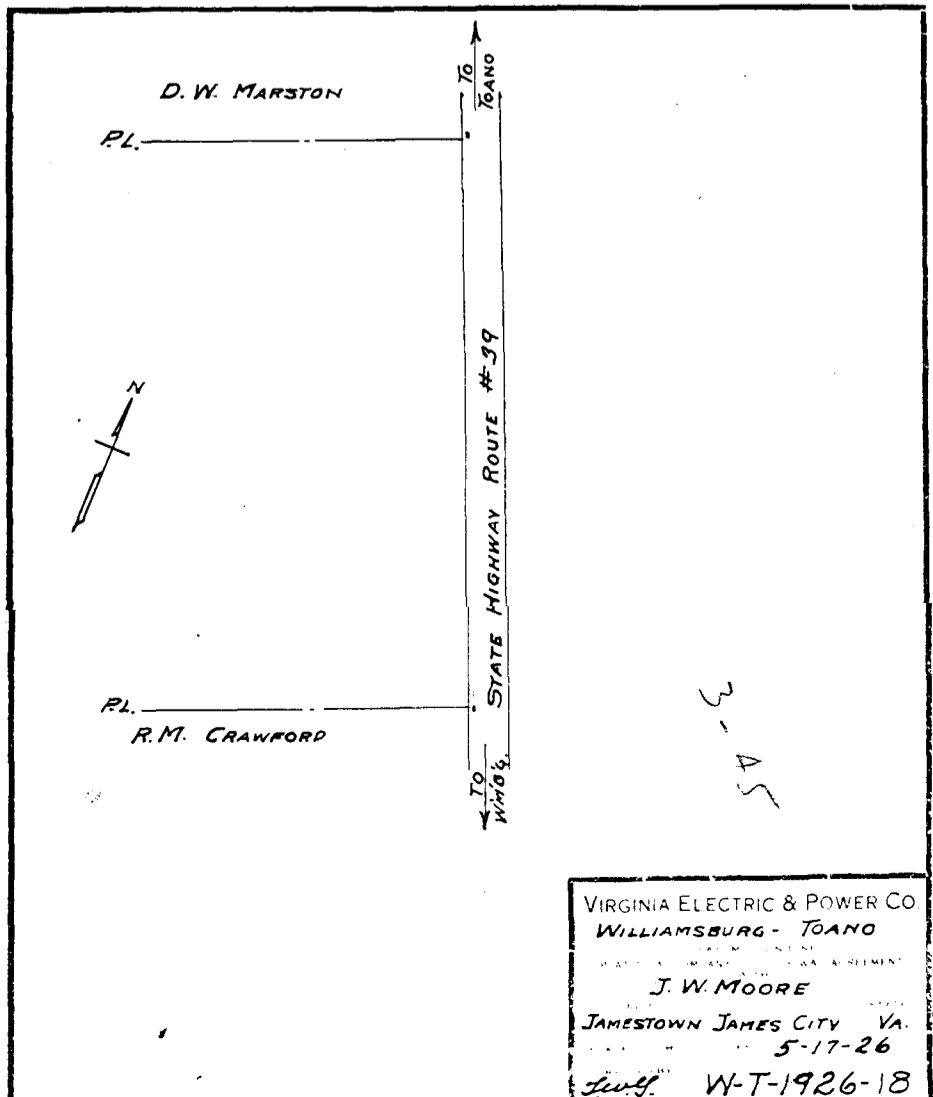 D. W. MARSTON
TO
TOANO
P.L.
N
STATE HIGHWAY ROUTE #39
P.L.
R.M. CRAWFORD
TO
WM'B'G.
3-45
VIRGINIA ELECTRIC & POWER CO.
WILLIAMSBURG - TOANO
AGREEMENT
J. W. MOORE
JAMESTOWN JAMES CITY VA.
5-17-26
W-T-1926-18